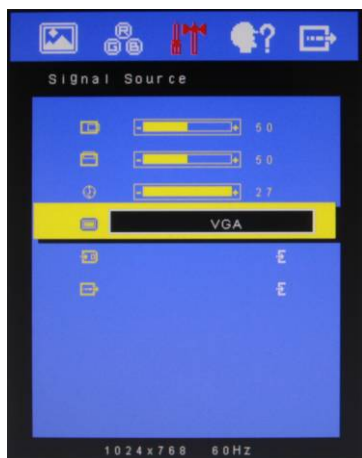 R
G B
?
Signal Source
- + 50
- + 50
- + 27
VGA
1024x768 60Hz